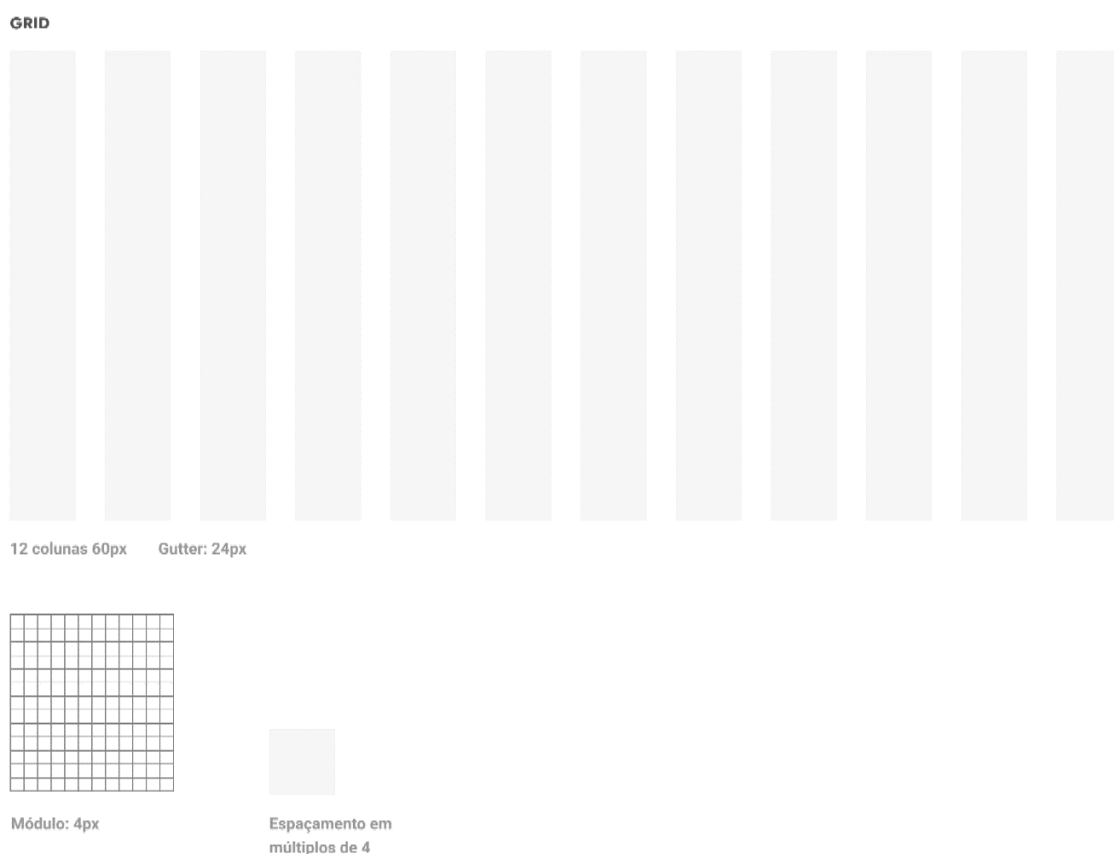 GRID
12 colunas 60px Gutter: 24px
Módulo: 4px
Espaçamento em
múltiplos de 4